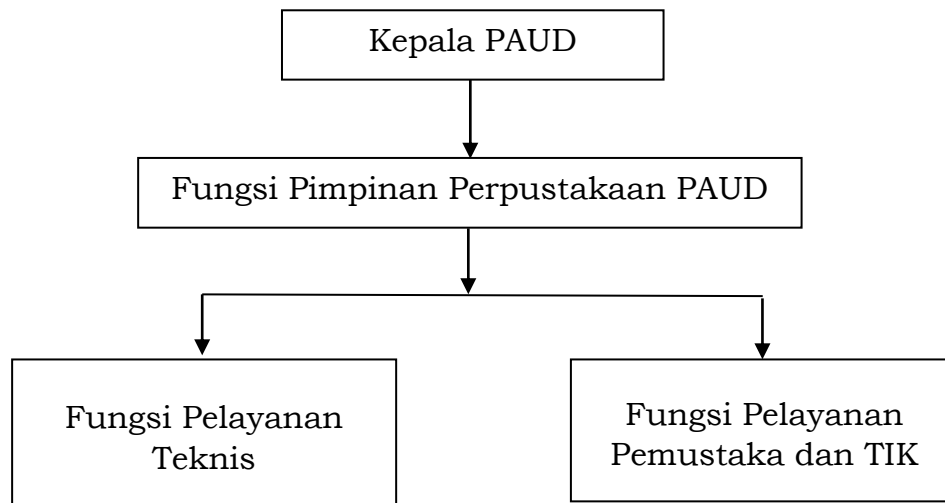 Kepala PAUD
Fungsi Pimpinan Perpustakaan PAUD
Fungsi Pelayanan
Teknis
Fungsi Pelayanan
Pemustaka dan TIK